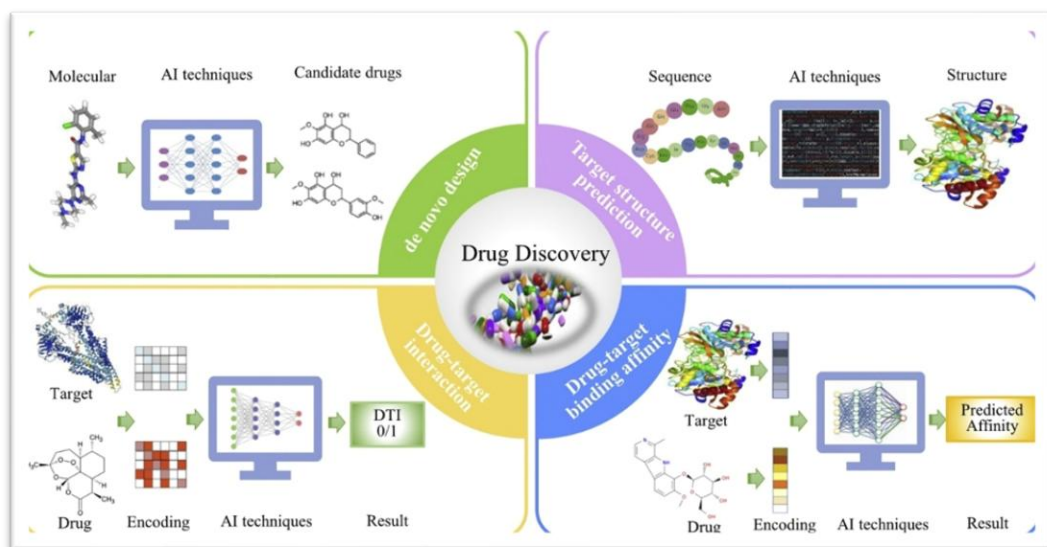 Molecular
AI techniques
Candidate drugs
de novo design
Sequence
AI techniques
Structure
Target structure
prediction
Drug Discovery
Drug-target
interaction
Target
DTI
0/1
Drug
Encoding
AI techniques
Result
Drug-target
binding affinity
Target
Predicted
Affinity
Drug
Encoding
AI techniques
Result